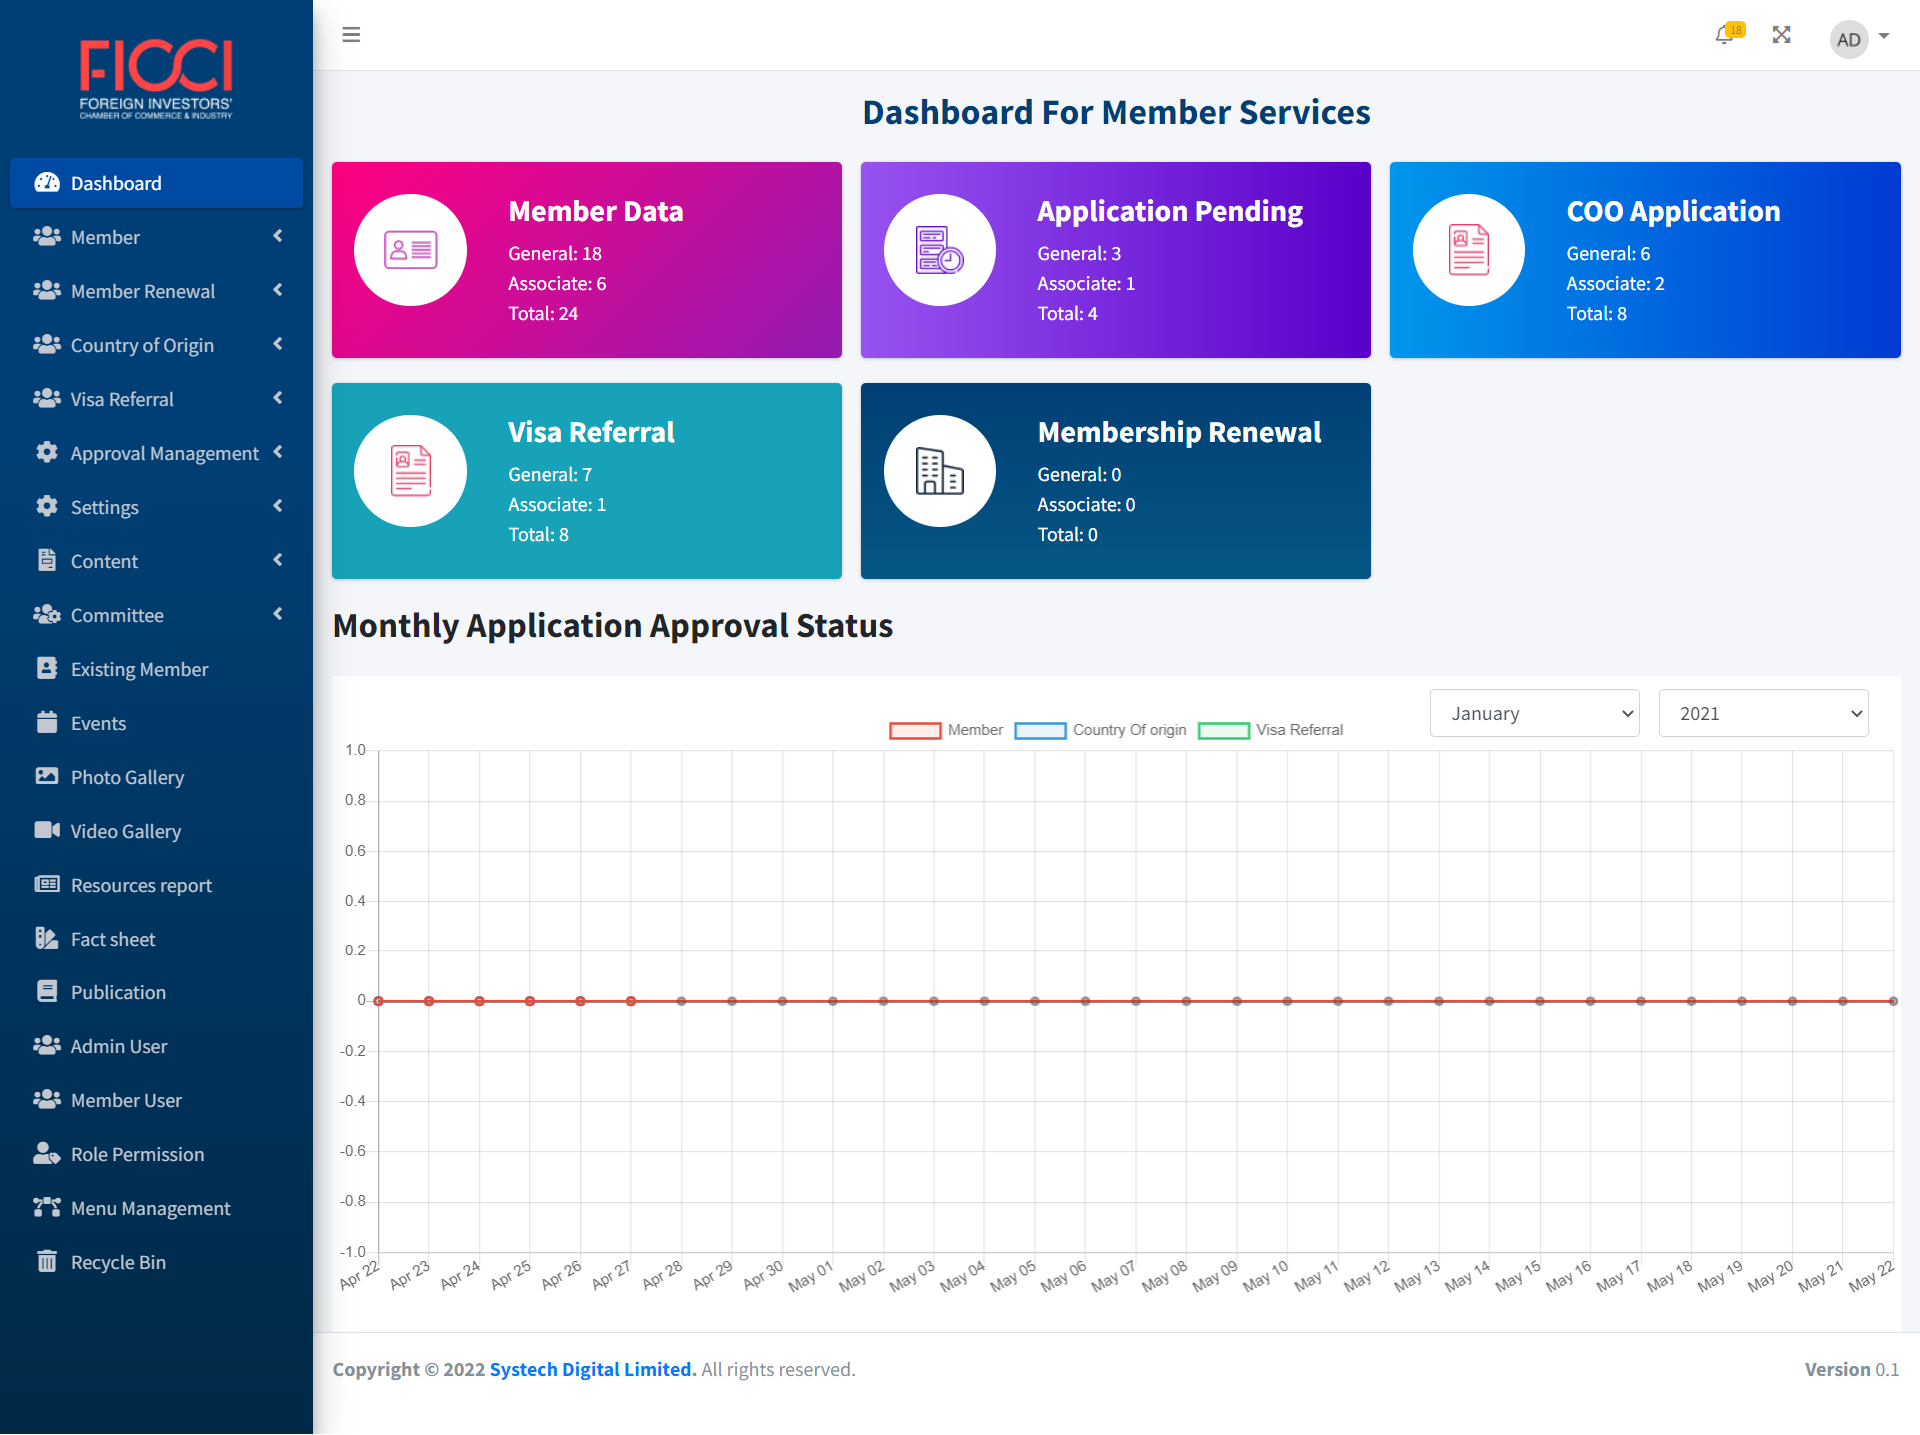 FICCI
FOREIGN INVESTORS'
CHAMBER OF COMMERCE & INDUSTRY
Dashboard
Member
Member Renewal
Country of Origin
Visa Referral
Approval Management
Settings
Content
Committee
Existing Member
Events
Photo Gallery
Video Gallery
Resources report
Fact sheet
Publication
Admin User
Member User
Role Permission
Menu Management
Recycle Bin
18
AD
Dashboard For Member Services
Member Data
General: 18
Associate: 6
Total: 24
Application Pending
General: 3
Associate: 1
Total: 4
COO Application
General: 6
Associate: 2
Total: 8
Visa Referral
General: 7
Associate: 1
Total: 8
Membership Renewal
General: 0
Associate: 0
Total: 0
Monthly Application Approval Status
January
2021
Member
Country Of origin
Visa Referral
1.0
0.8
0.6
0.4
0.2
0
-0.2
-0.4
-0.6
-0.8
-1.0
Apr 22
Apr 23
Apr 24
Apr 25
Apr 26
Apr 27
Apr 28
Apr 29
Apr 30
May 01
May 02
May 03
May 04
May 05
May 06
May 07
May 08
May 09
May 10
May 11
May 12
May 13
May 14
May 15
May 16
May 17
May 18
May 19
May 20
May 21
May 22
Copyright © 2022 Systech Digital Limited. All rights reserved.
Version 0.1